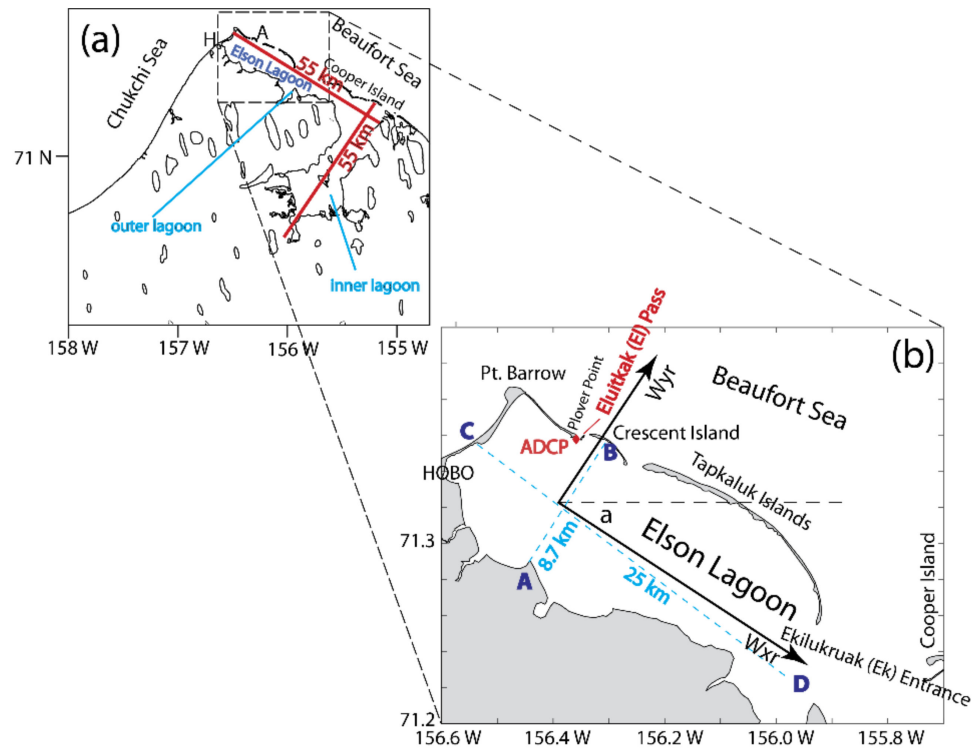 (a)
H
A
Chukchi Sea
Beaufort Sea
Elson Lagoon
55 km
Cooper Island
55 km
71 N
outer lagoon
inner lagoon
158 W
157 W
156 W
155 W
(b)
Pt. Barrow
Plover Point
Eluitkak (El) Pass
Wyr
Beaufort Sea
C
ADCP
Crescent Island
B
HOBO
Tapkaluk Islands
a
Elson Lagoon
8.7 km
25 km
A
71.3
Wxr
Ekilukruak (Ek) Entrance
D
Cooper Island
71.2
156.6 W
156.4 W
156.2 W
156.0 W
155.8 W